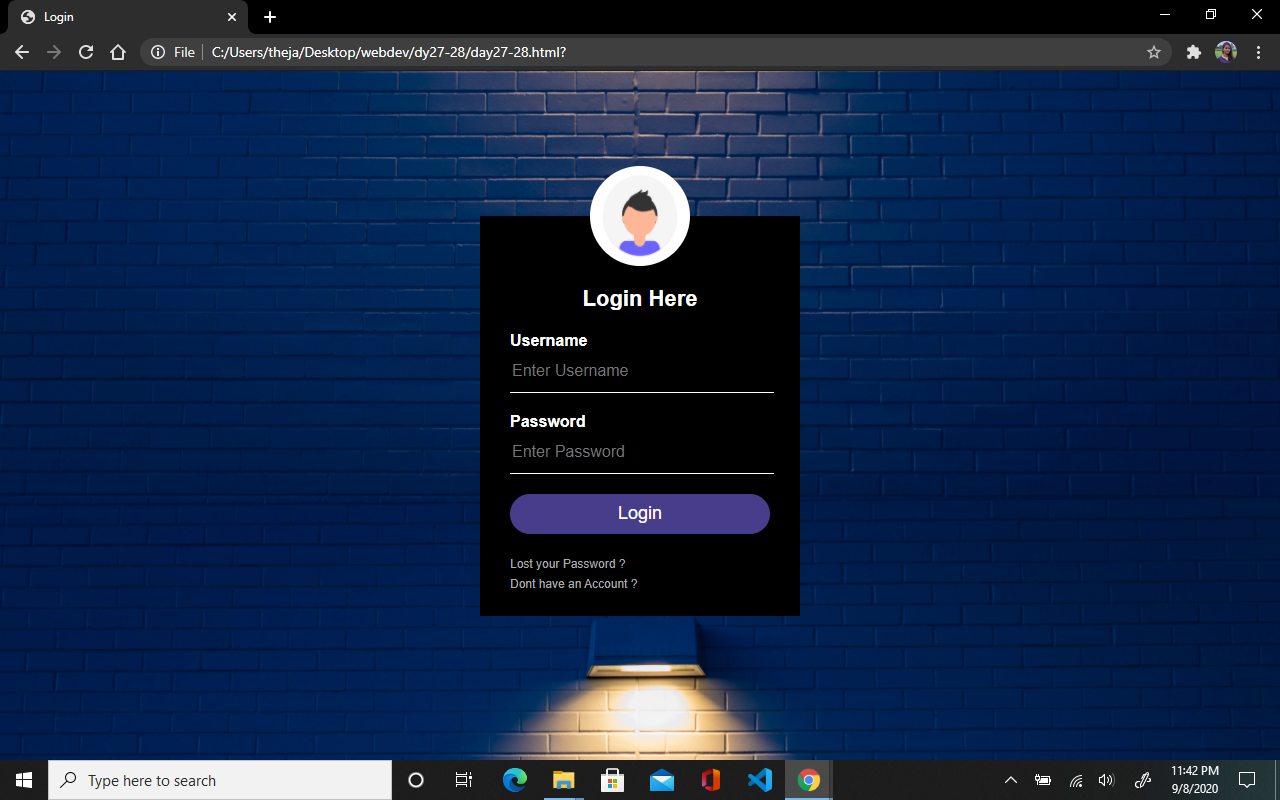 Login
File
C:/Users/theja/Desktop/webdev/dy27-28/day27-28.html?
Login Here
Username
Enter Username
Password
Enter Password
Login
Lost your Password ?
Dont have an Account ?
Type here to search
11:42 PM
9/8/2020